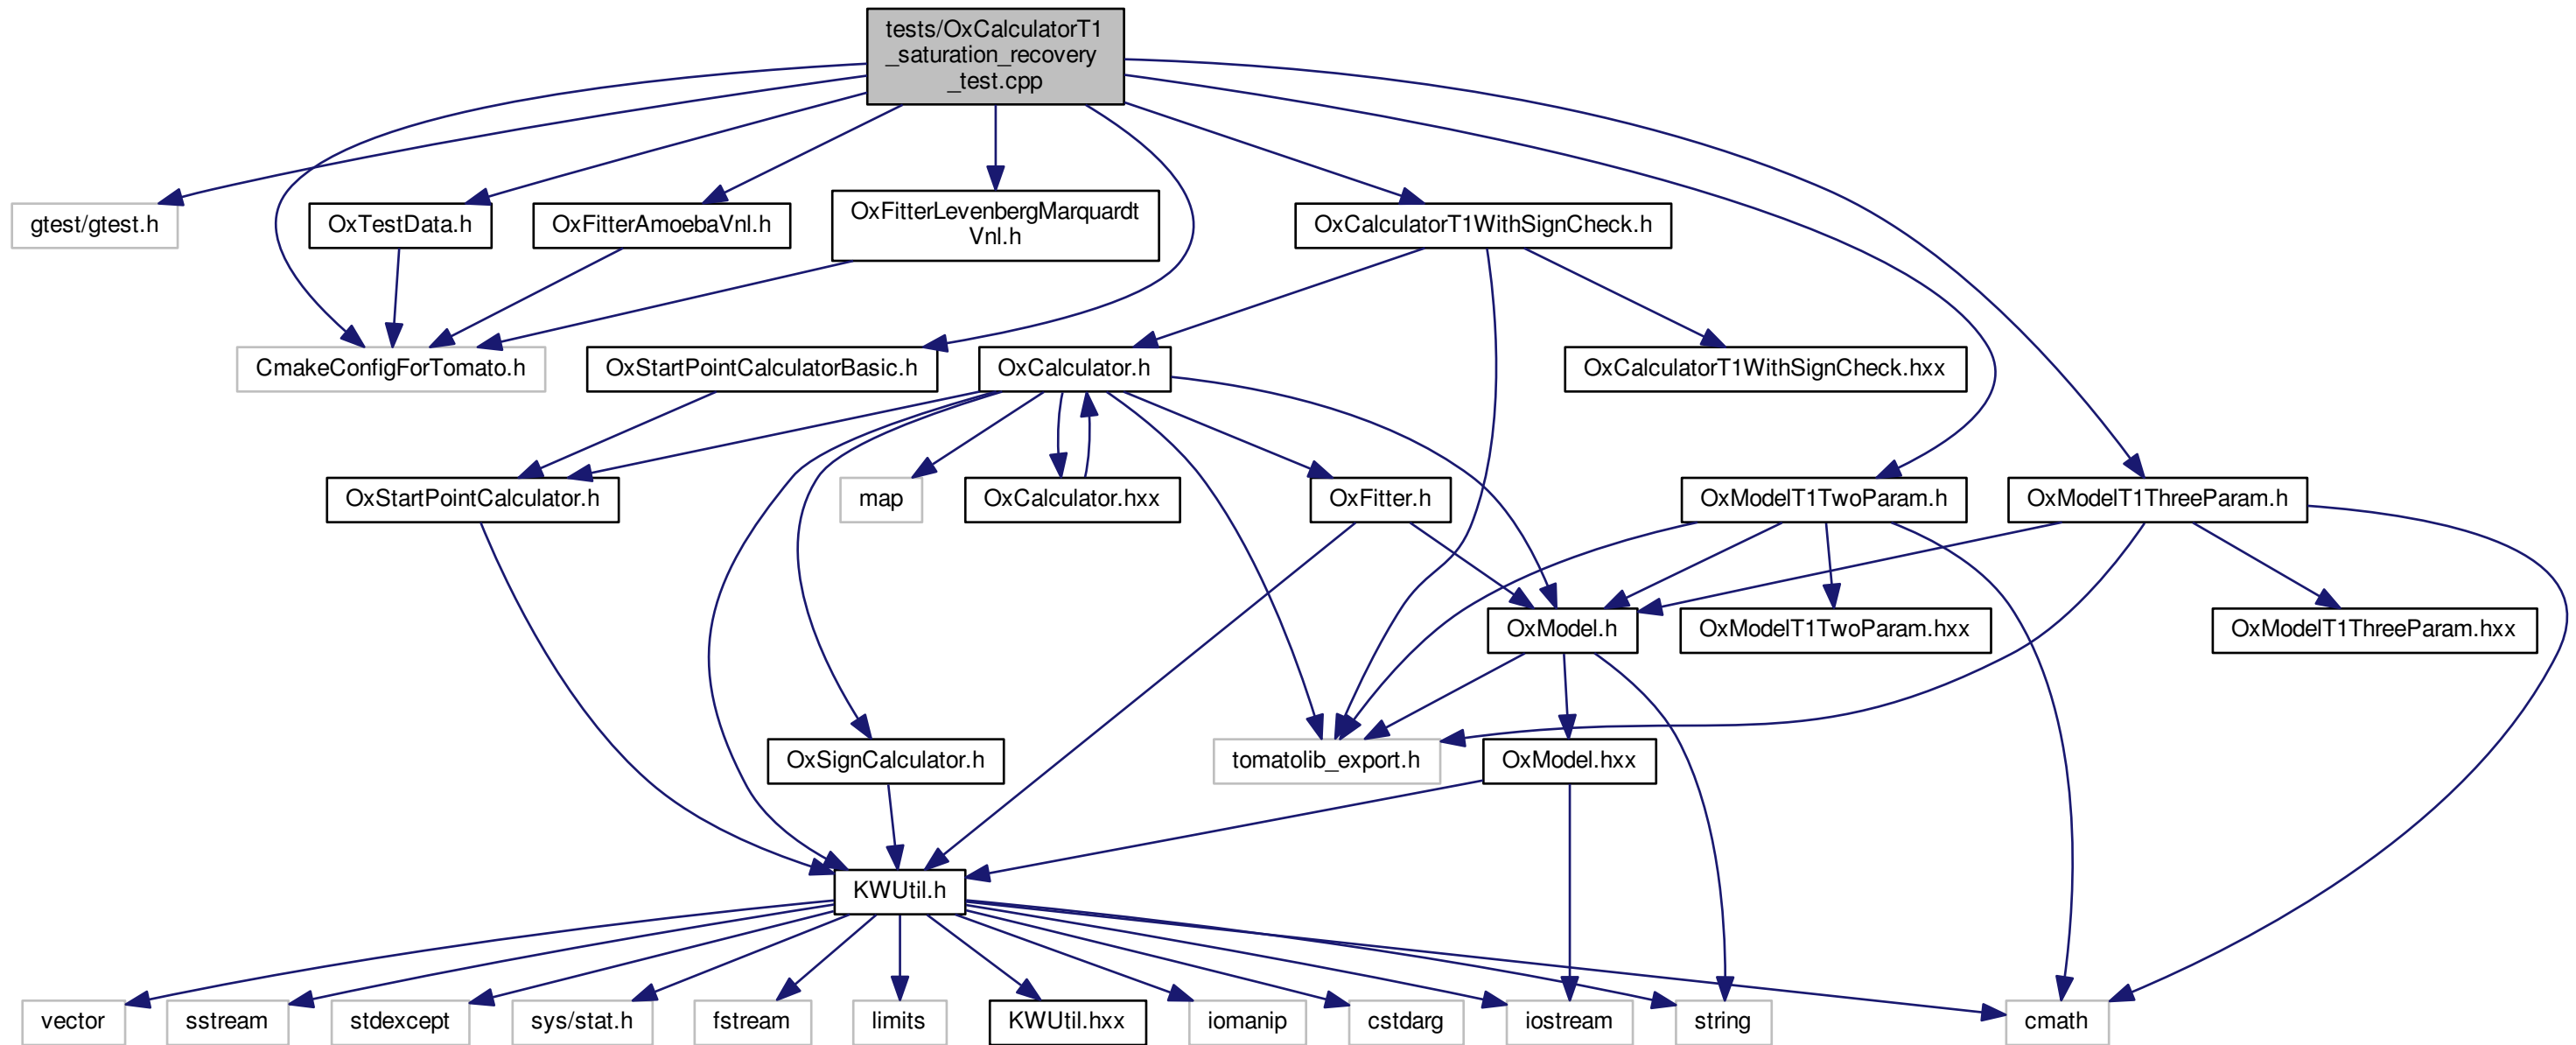 tests/OxCalculatorT1
_saturation_recovery
_test.cpp
gtest/gtest.h
OxTestData.h
OxFitterAmoebaVnl.h
OxFitterLevenbergMarquardt
Vnl.h
OxCalculatorT1WithSignCheck.h
CmakeConfigForTomato.h
OxStartPointCalculatorBasic.h
OxCalculator.h
OxCalculatorT1WithSignCheck.hxx
OxStartPointCalculator.h
map
OxCalculator.hxx
OxFitter.h
OxModelT1TwoParam.h
OxModelT1ThreeParam.h
OxModel.h
OxModelT1TwoParam.hxx
OxModelT1ThreeParam.hxx
OxSignCalculator.h
tomatolib_export.h
OxModel.hxx
KWUtil.h
vector
sstream
stdexcept
sys/stat.h
fstream
limits
KWUtil.hxx
iomanip
cstdarg
iostream
string
cmath